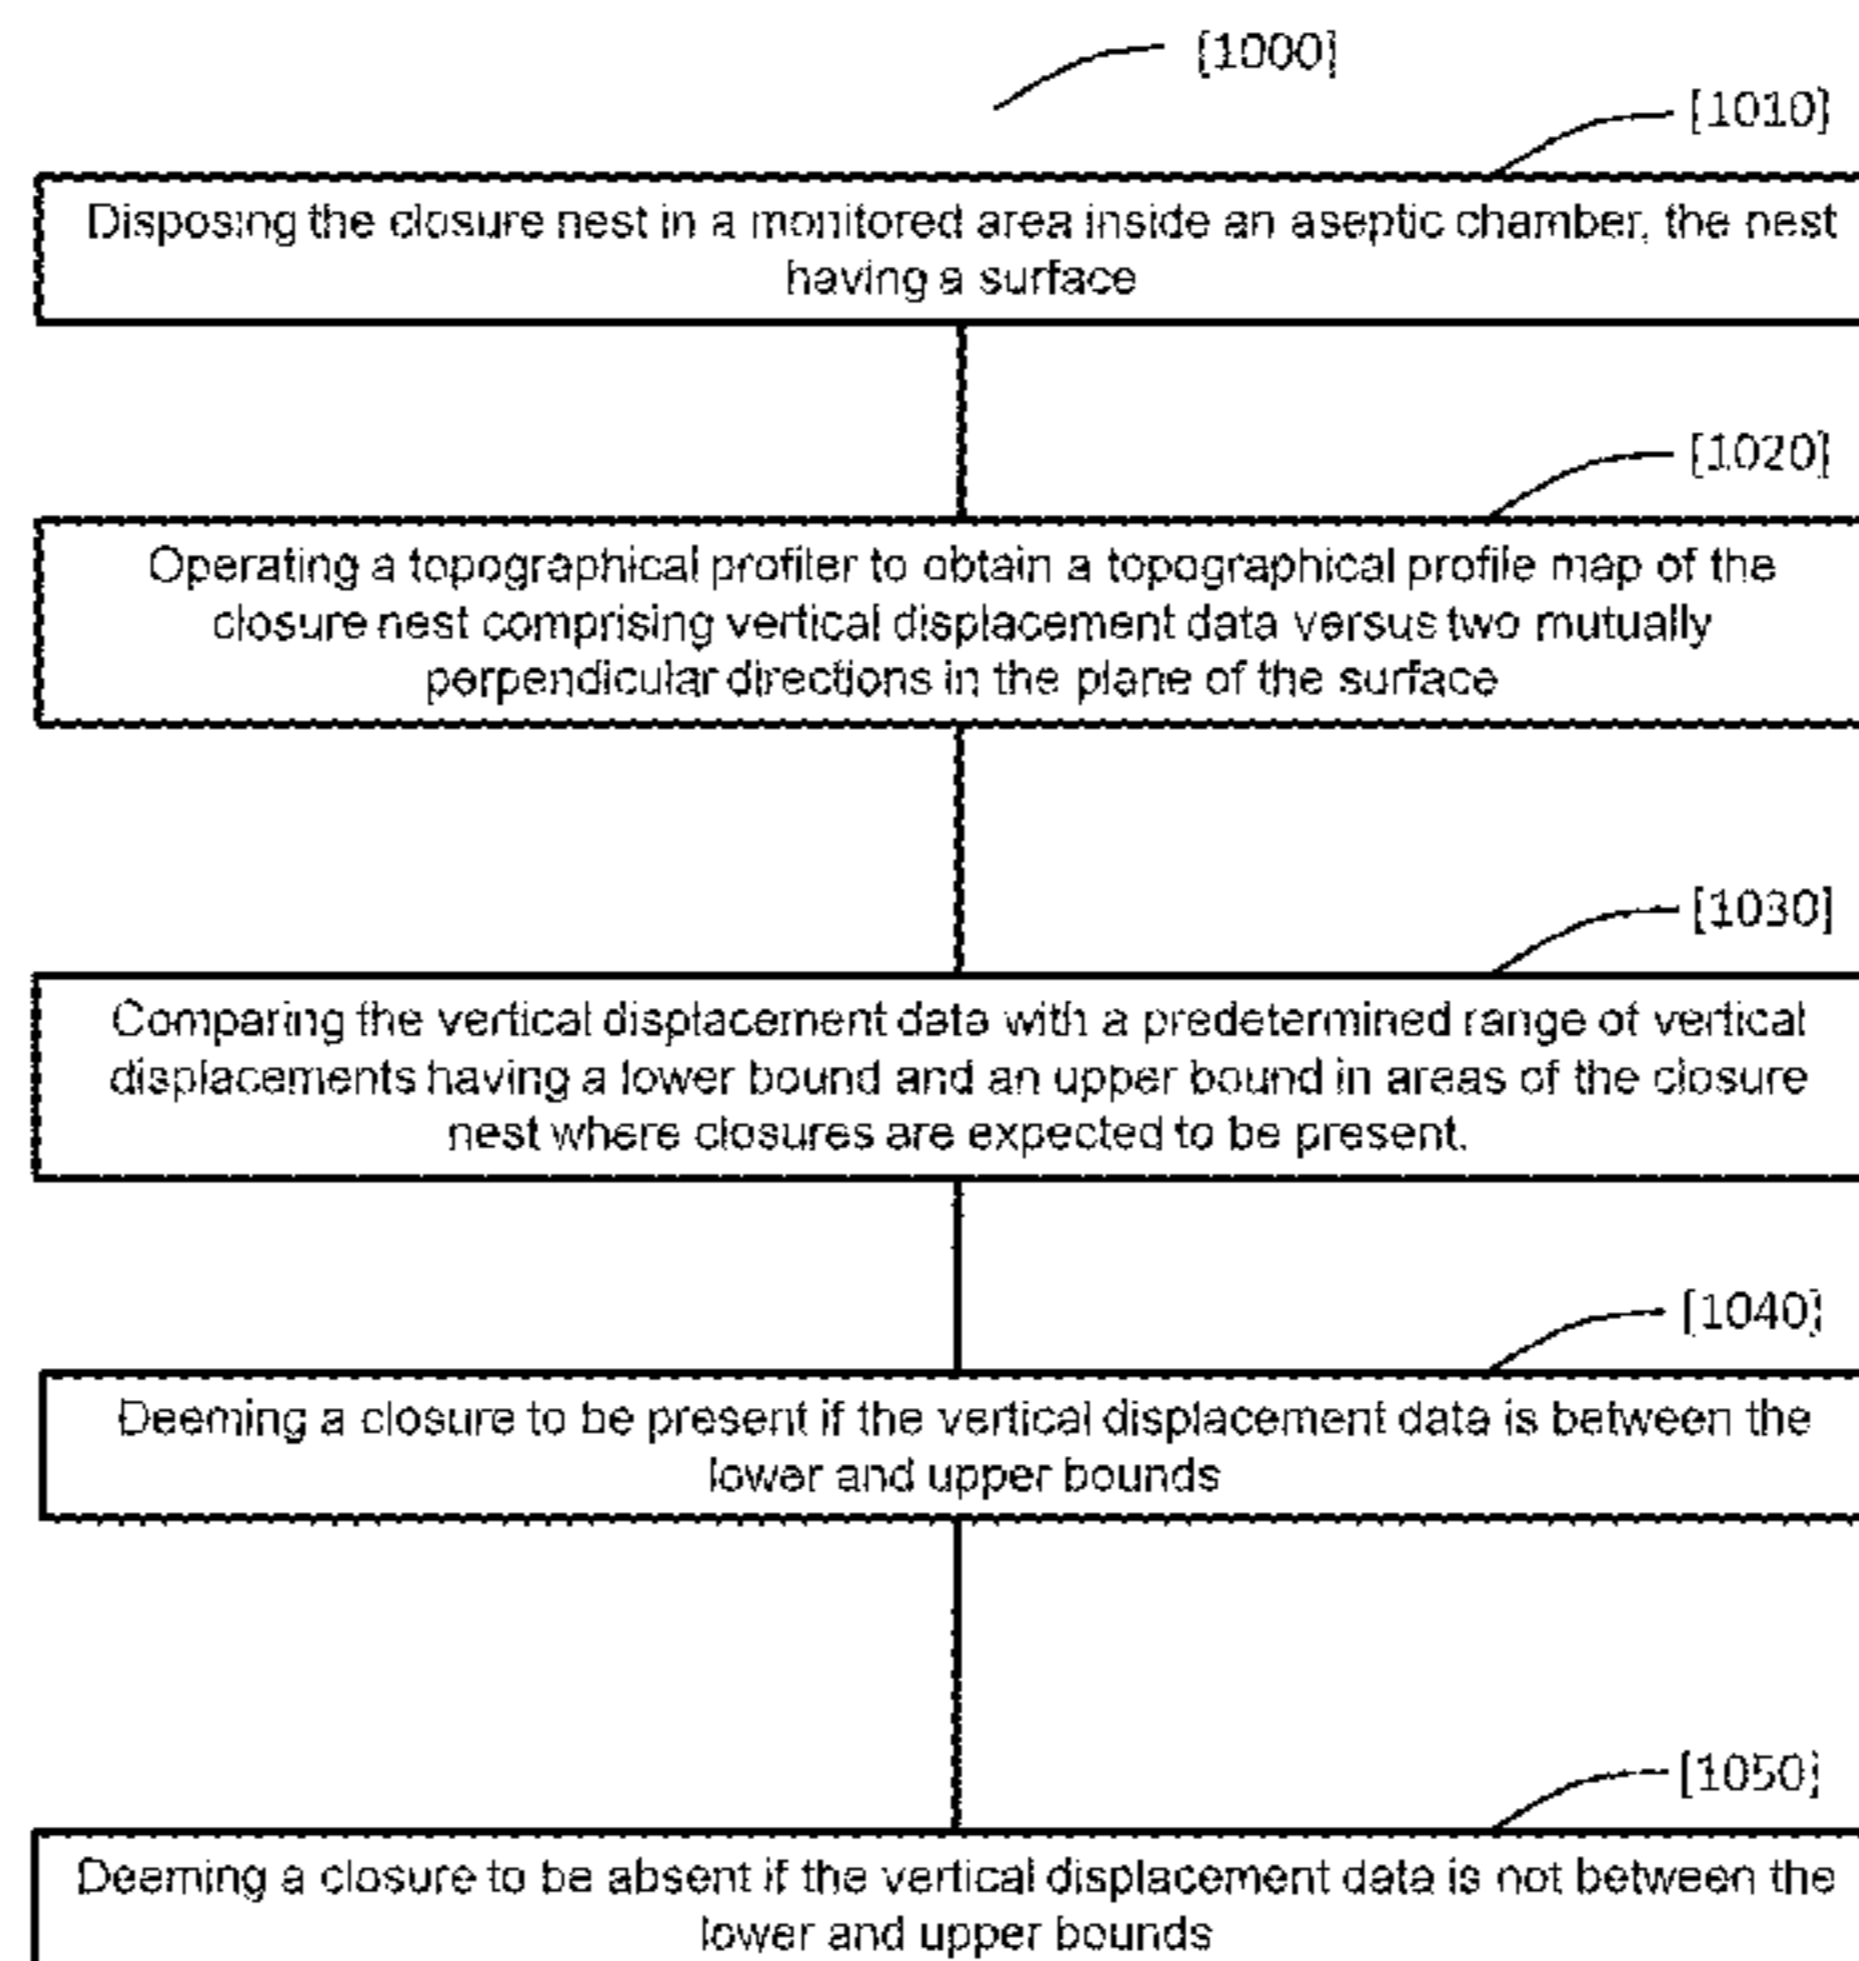 [1000]
[1010]
Disposing the closure nest in a monitored area inside an aseptic chamber, the nest
having a surface
[1020]
Operating a topographical profiler to obtain a topographical profile map of the
closure nest comprising vertical displacement data versus two mutually
perpendicular directions in the plane of the surface
[1030]
Comparing the vertical displacement data with a predetermined range of vertical
displacements having a lower bound and an upper bound in areas of the closure
nest where closures are expected to be present.
[1040]
Deeming a closure to be present if the vertical displacement data is between the
lower and upper bounds
[1050]
Deeming a closure to be absent if the vertical displacement data is not between the
lower and upper bounds